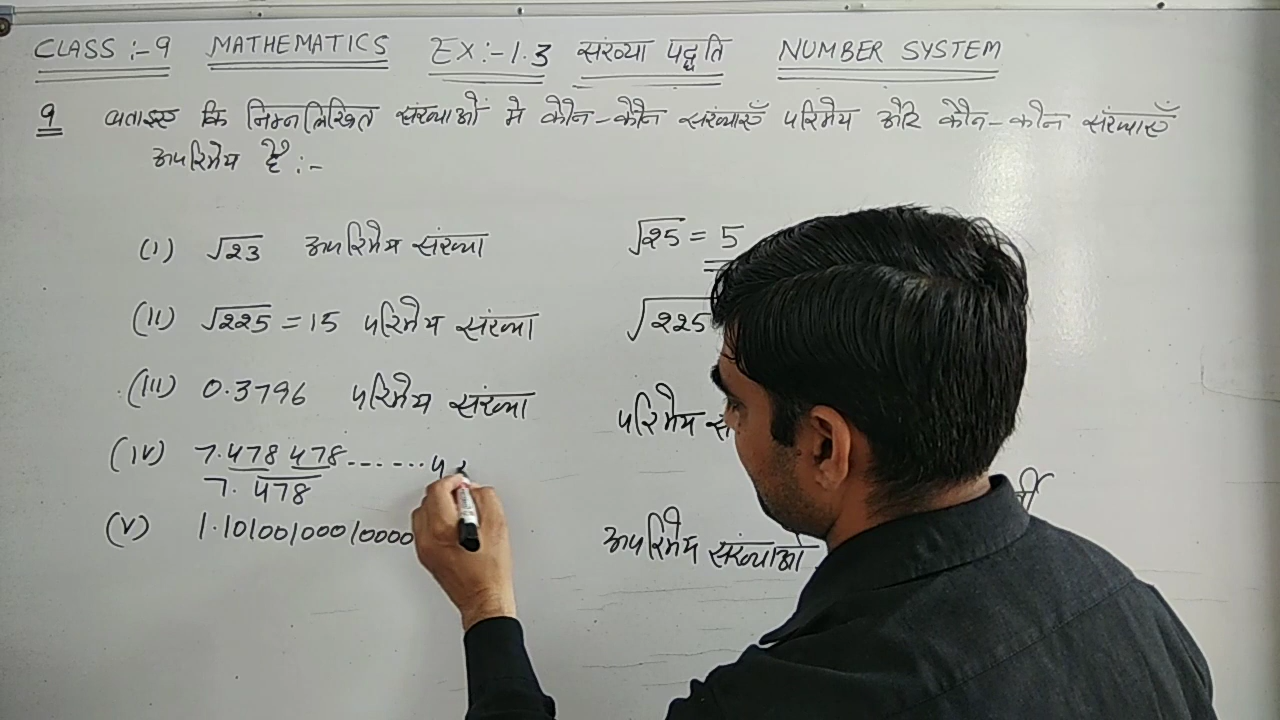 CLASS :- 9 MATHEMATICS EX:- 1.3 संख्या पद्धति NUMBER SYSTEM
9 बताइए कि निम्नलिखित संख्याओं मे कौन-कौन संख्याएँ परिमेय और कौन-कौन संख्याएँ
अपरिमेय हैं :-
(i) √23 अपरिमेय संख्या √25 = 5
(ii) √225 = 15 परिमेय संख्या √225
(iii) 0.3796 परिमेय संख्या परिमेय
(iv) 7.478 478.......
7. 478
(v) 1.10100100010000 अपरिमेय संख्याओ